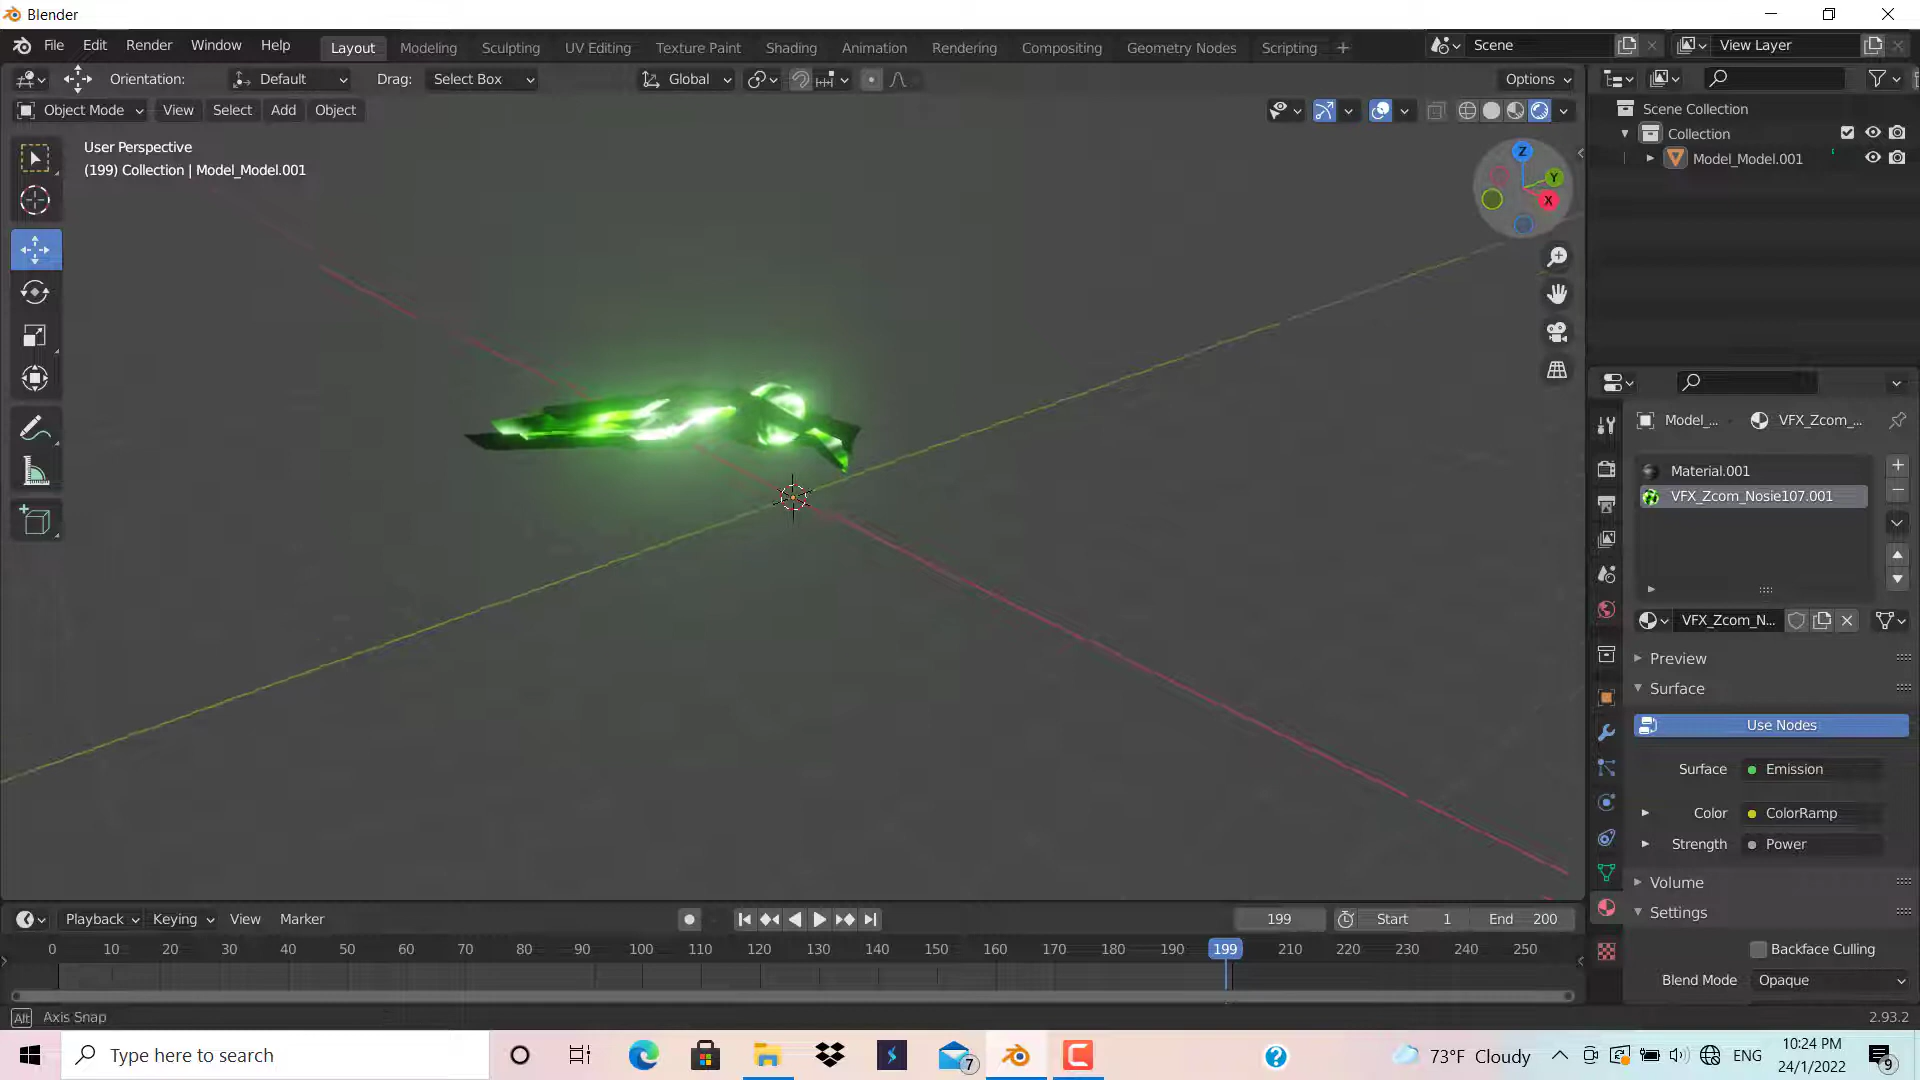 Blender
File Edit Render Window Help Layout Modeling Sculpting UV Editing Texture Paint Shading Animation Rendering Compositing Geometry Nodes Scripting + Scene View Layer
Orientation: Default Drag: Select Box Global Options
Object Mode View Select Add Object
User Perspective
(199) Collection | Model_Model.001
Z
Y
X
Scene Collection
Collection
Model_Model.001
Model_... VFX_Zcom_...
Material.001
VFX_Zcom_Nosie107.001
VFX_Zcom_N...
Preview
Surface
Use Nodes
Surface Emission
Color ColorRamp
Strength Power
Volume
Settings
Backface Culling
Blend Mode Opaque
Playback Keying View Marker 199 Start 1 End 200
0 10 20 30 40 50 60 70 80 90 100 110 120 130 140 150 160 170 180 190 199 210 220 230 240 250
Alt Axis Snap 2.93.2
Type here to search 7 73°F Cloudy ENG 10:24 PM 9
24/1/2022